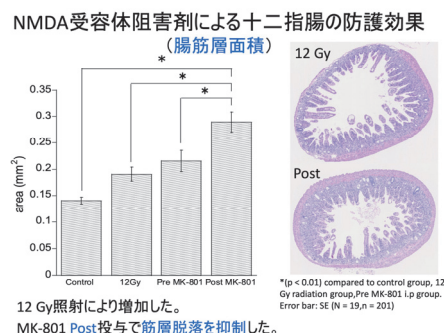 NMDA受容体阻害剤による十二指腸の防護効果
（腸筋層面積）
*
*
*
area (mm²)
0.35
0.3
0.25
0.2
0.15
0.1
0.05
0
Control
12Gy
Pre MK-801
Post MK-801
12 Gy
Post
*(p < 0.01) compared to control group, 12
Gy radiation group,Pre MK-801 i.p group.
Error bar: SE (N = 19,n = 201)
12 Gy照射により増加した。
MK-801 Post投与で筋層脱落を抑制した。